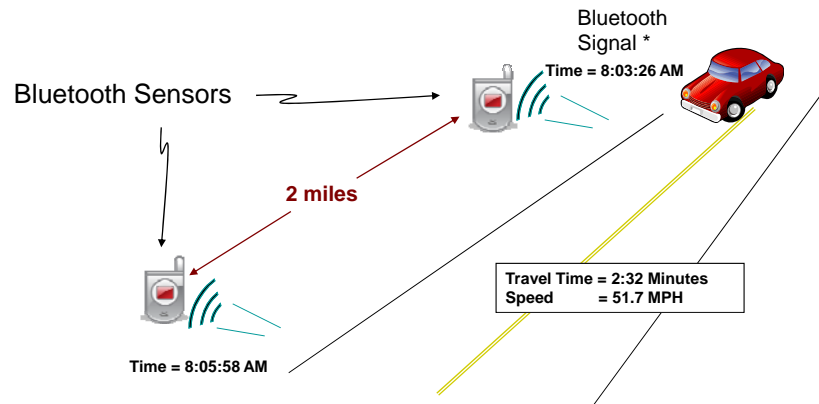 Bluetooth
Signal *
Time = 8:03:26 AM
Bluetooth Sensors
2 miles
Travel Time = 2:32 Minutes
Speed = 51.7 MPH
Time = 8:05:58 AM